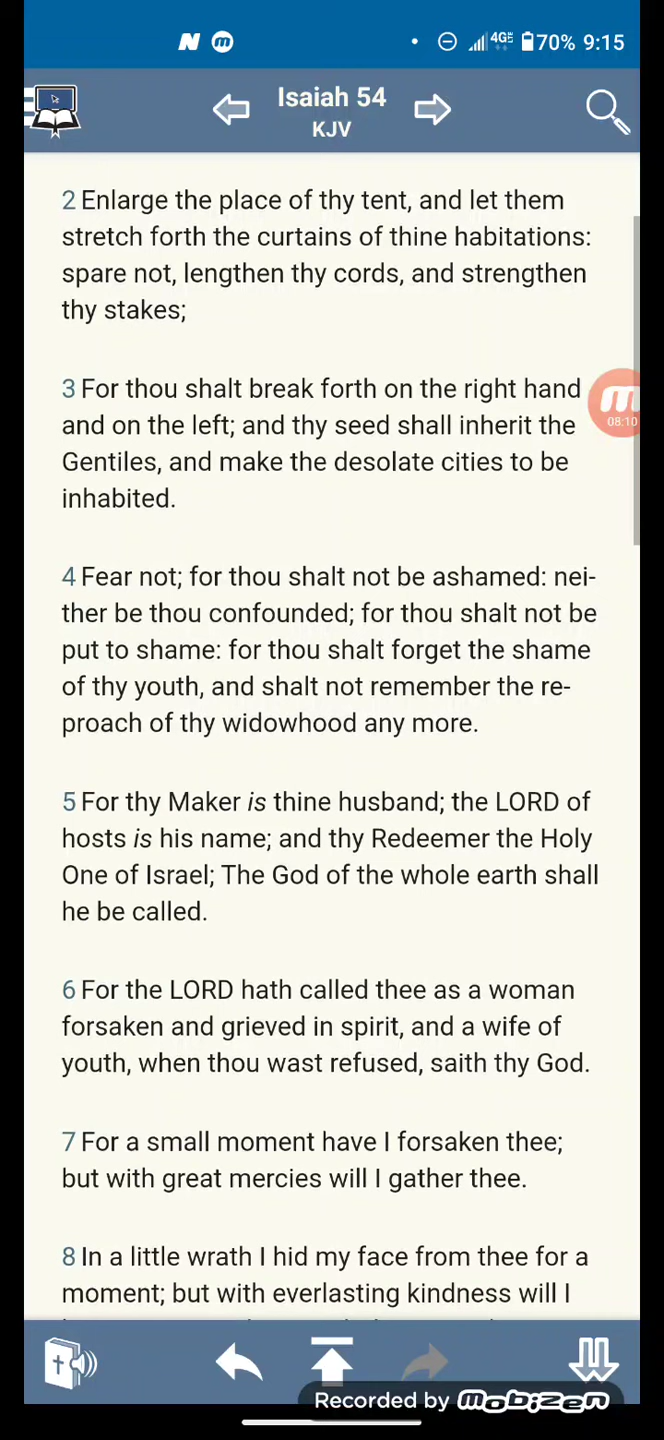 N m 4GE 70% 9:15
Isaiah 54
KJV
2 Enlarge the place of thy tent, and let them
stretch forth the curtains of thine habitations:
spare not, lengthen thy cords, and strengthen
thy stakes;
3 For thou shalt break forth on the right hand
and on the left; and thy seed shall inherit the
Gentiles, and make the desolate cities to be
inhabited.
m
08:10
4 Fear not; for thou shalt not be ashamed: nei-
ther be thou confounded; for thou shalt not be
put to shame: for thou shalt forget the shame
of thy youth, and shalt not remember the re-
proach of thy widowhood any more.
5 For thy Maker is thine husband; the LORD of
hosts is his name; and thy Redeemer the Holy
One of Israel; The God of the whole earth shall
he be called.
6 For the LORD hath called thee as a woman
forsaken and grieved in spirit, and a wife of
youth, when thou wast refused, saith thy God.
7 For a small moment have I forsaken thee;
but with great mercies will I gather thee.
8 In a little wrath I hid my face from thee for a
moment; but with everlasting kindness will I
Recorded by mobizen